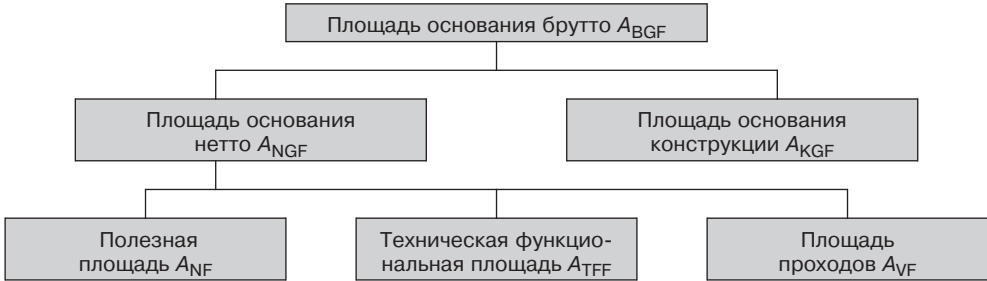 Площадь основания брутто A_BGF
Площадь основания
нетто A_NGF
Площадь основания
конструкции A_KGF
Полезная
площадь A_NF
Техническая функцио-
нальная площадь A_TFF
Площадь
проходов A_VF